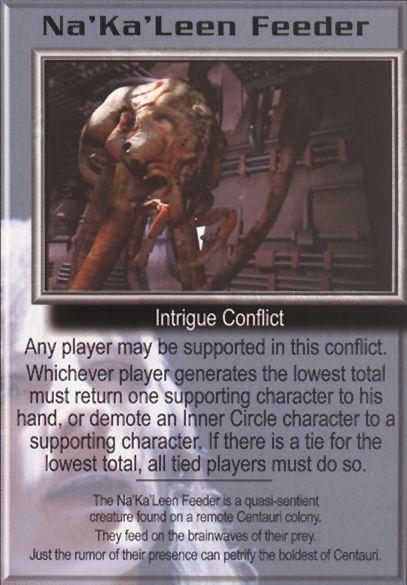 Na'Ka'Leen Feeder
Intrigue Conflict
Any player may be supported in this conflict.
Whichever player generates the lowest total
must return one supporting character to his
hand, or demote an Inner Circle character to a
supporting character. If there is a tie for the
lowest total, all tied players must do so.
The Na'Ka'Leen Feeder is a quasi-sentient
creature found on a remote Centauri colony.
They feed on the brainwaves of their prey.
Just the rumor of their presence can petrify the boldest of Centauri.